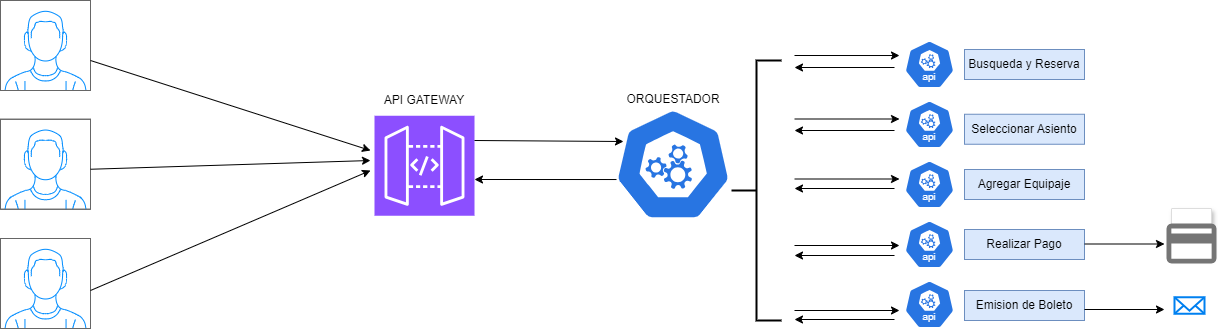 API GATEWAY
ORQUESTADOR
</>
api
Busqueda y Reserva
api
Seleccionar Asiento
api
Agregar Equipaje
api
Realizar Pago
api
Emision de Boleto